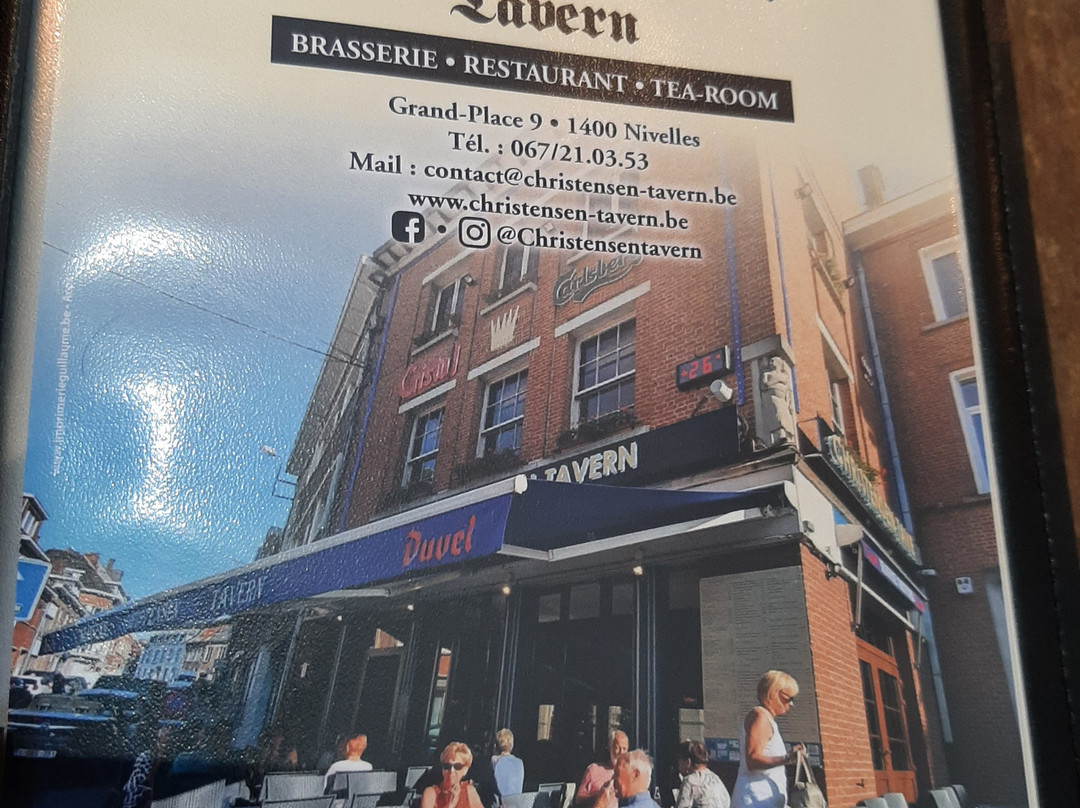 Tavern
BRASSERIE • RESTAURANT • TEA-ROOM
Grand-Place 9 • 1400 Nivelles
Tél. : 067/21.03.53
Mail : contact@christensen-tavern.be
www.christensen-tavern.be
• @Christensentavern
Carlsberg
Cristal
+26°
TAVERN
Duvel
TAVERN